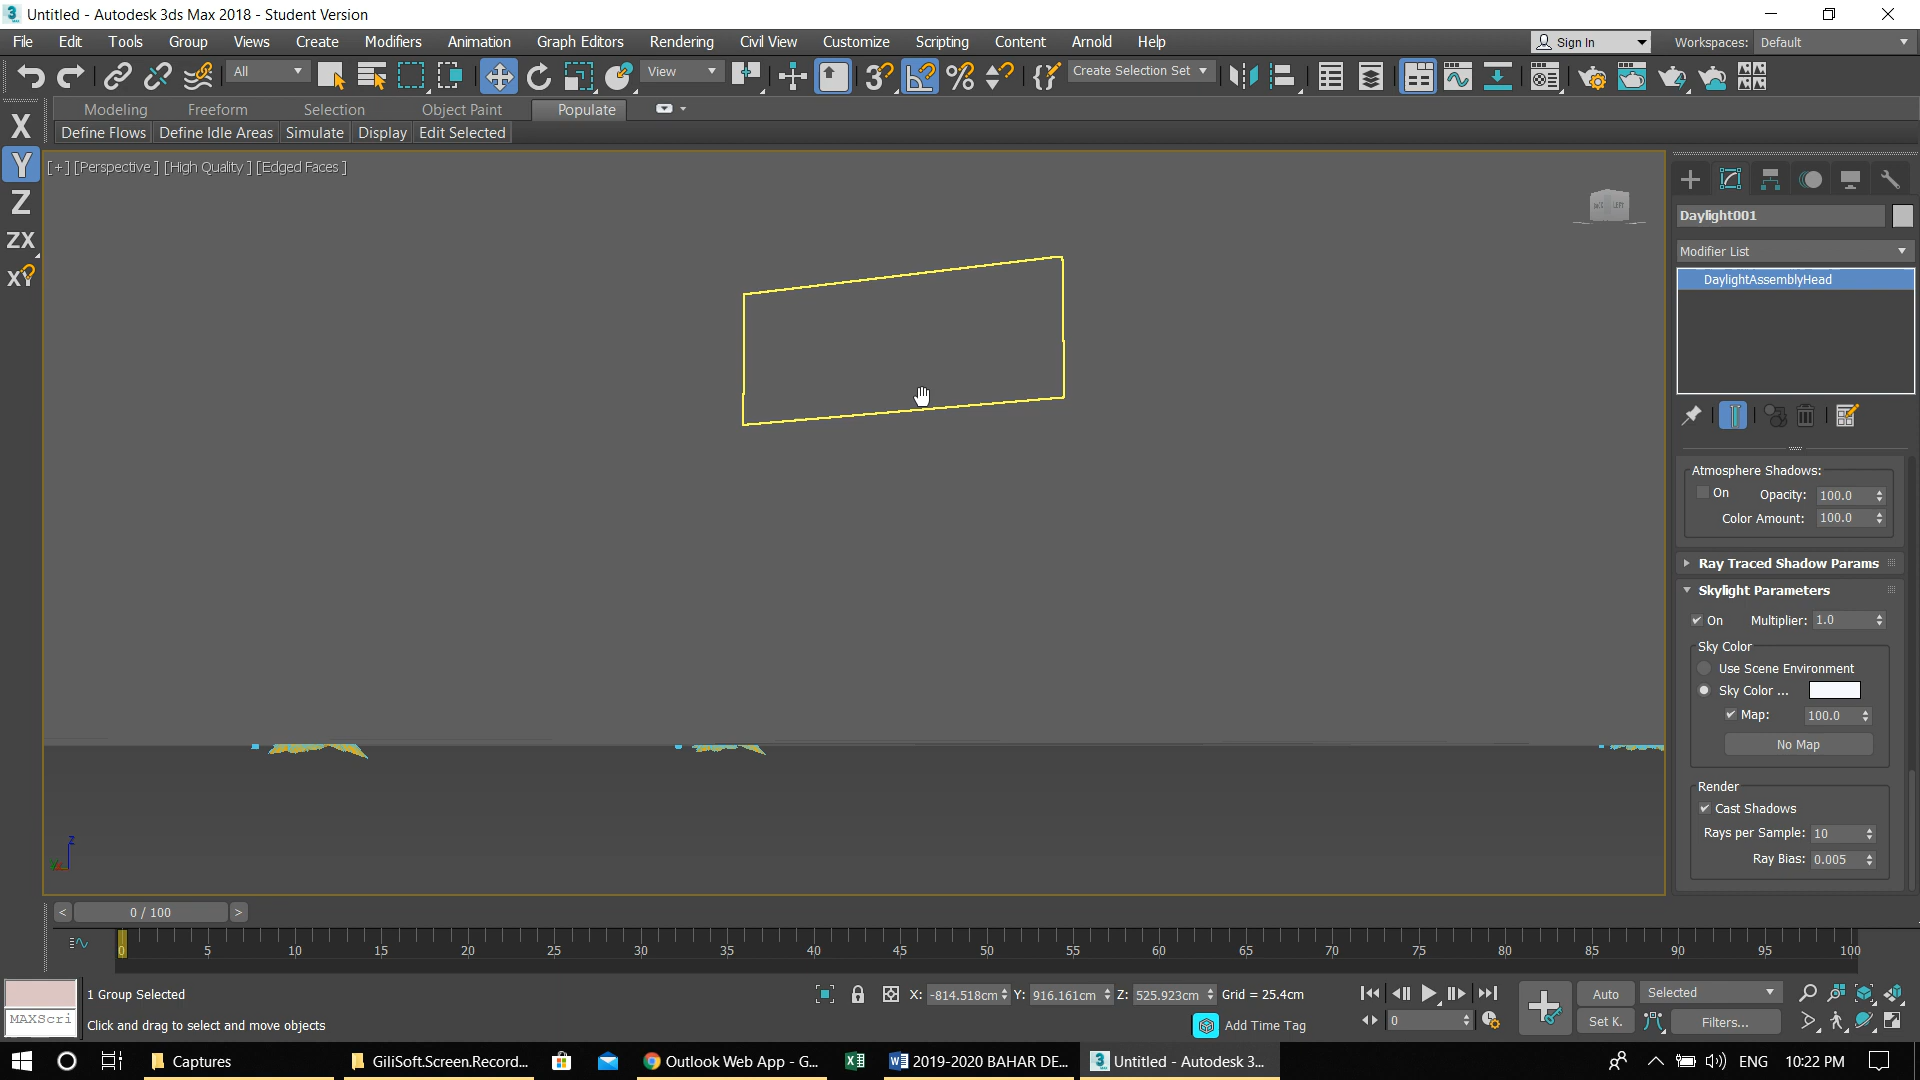 Untitled - Autodesk 3ds Max 2018 - Student Version
File Edit Tools Group Views Create Modifiers Animation Graph Editors Rendering Civil View Customize Scripting Content Arnold Help Sign In Workspaces: Default
All View Create Selection Set
Modeling Freeform Selection Object Paint Populate
Define Flows Define Idle Areas Simulate Display Edit Selected
X
Y
Z
ZX
XY
[+] [Perspective] [High Quality] [Edged Faces]
Daylight001
Modifier List
DaylightAssemblyHead
Atmosphere Shadows:
On Opacity: 100.0
Color Amount: 100.0
Ray Traced Shadow Params
Skylight Parameters
On Multiplier: 1.0
Sky Color
Use Scene Environment
Sky Color ...
Map: 100.0
No Map
Render
Cast Shadows
Rays per Sample: 10
Ray Bias: 0.005
z
< 0 / 100 >
0 5 10 15 20 25 30 35 40 45 50 55 60 65 70 75 80 85 90 95 100
1 Group Selected X: -814.518cm Y: 916.161cm Z: 525.923cm Grid = 25.4cm Auto Selected
MAXScri Click and drag to select and move objects Add Time Tag 0 Set K. Filters...
Captures GiliSoft.Screen.Record... Outlook Web App - G... 2019-2020 BAHAR DE... Untitled - Autodesk 3... ENG 10:22 PM